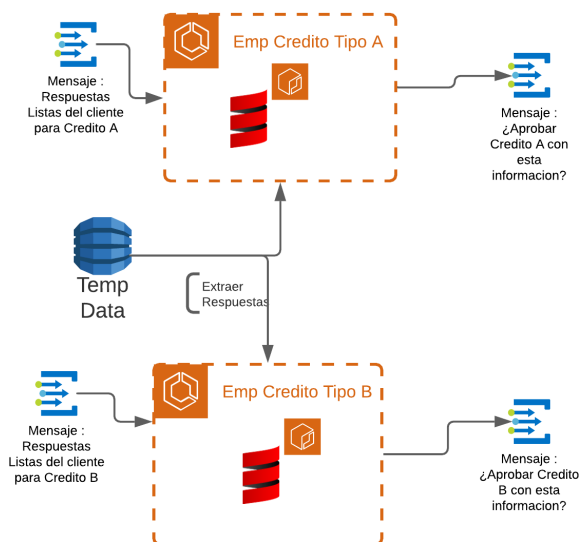 Emp Credito Tipo A
Mensaje :
Respuestas
Listas del cliente
para Credito A
Mensaje :
¿Aprobar
Credito A con
esta
informacion?
Temp
Data
Extraer
Respuestas
Emp Credito Tipo B
Mensaje :
Respuestas
Listas del cliente
para Credito B
Mensaje :
¿Aprobar Credito
B con esta
informacion?